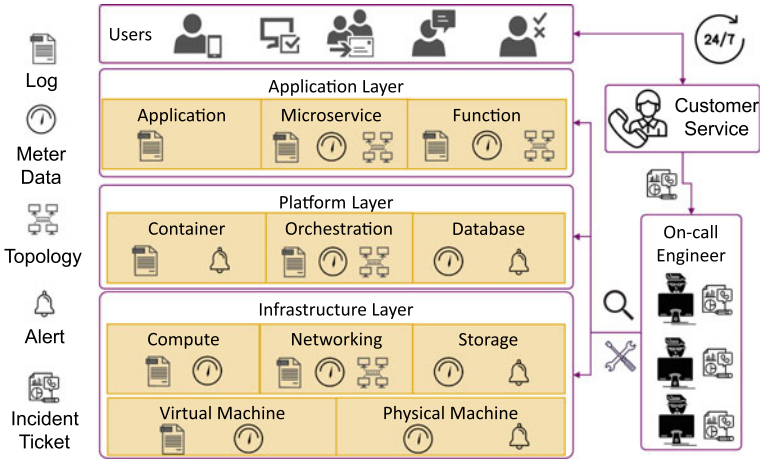 Users
24/7
Log
Application Layer
Application
Microservice
Function
Customer
Service
Meter
Data
Platform Layer
Container
Orchestration
Database
Topology
On-call
Engineer
Infrastructure Layer
Compute
Networking
Storage
Alert
Virtual Machine
Physical Machine
Incident
Ticket